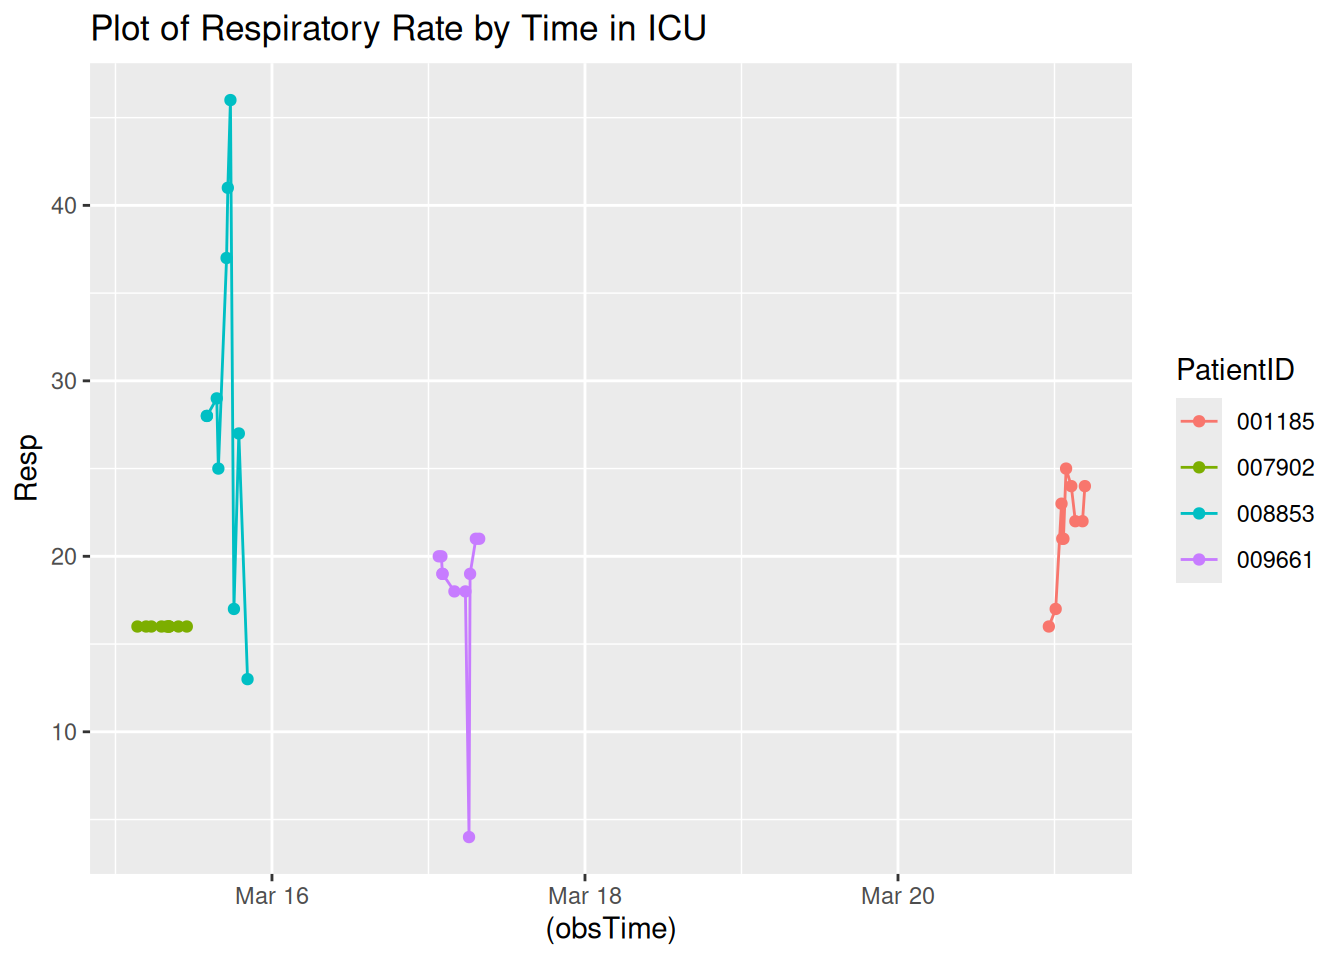 Plot of Respiratory Rate by Time in ICU
Resp
40
30
20
10
Mar 16
Mar 18
Mar 20
(obsTime)
PatientID
001185
007902
008853
009661